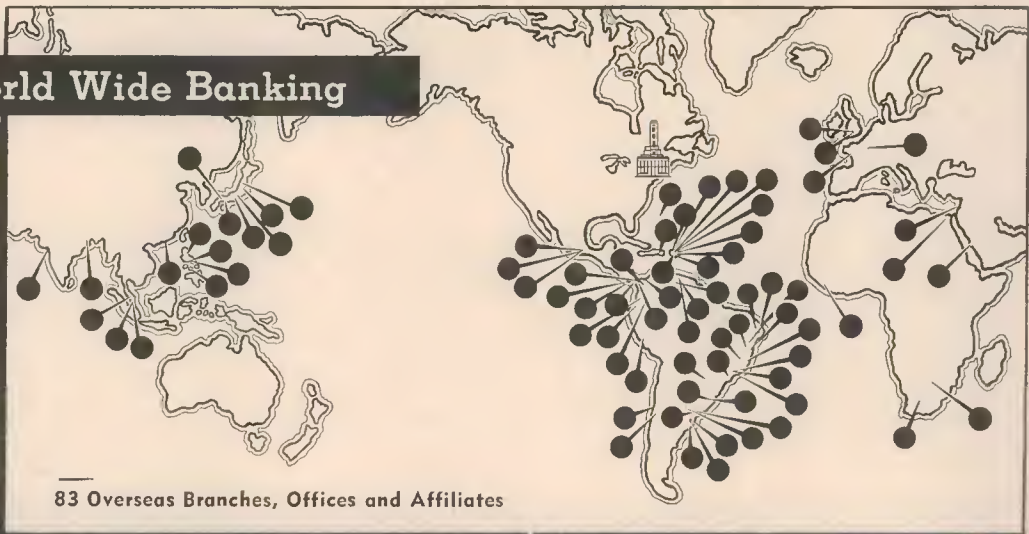 rld Wide Banking
83 Overseas Branches, Offices and Affiliates